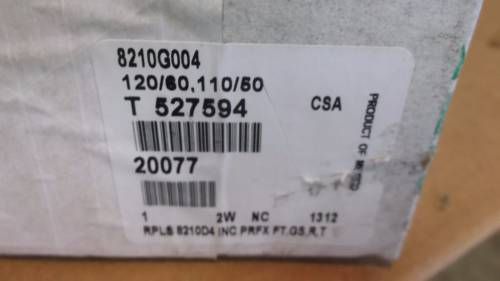 8210G004
120/60,110/50
T 527594
CSA
20077
1 2W NC 1312
RPLS 8210D4 INC PRFX FT,GS,R,T
PRODUCT OF MEXICO